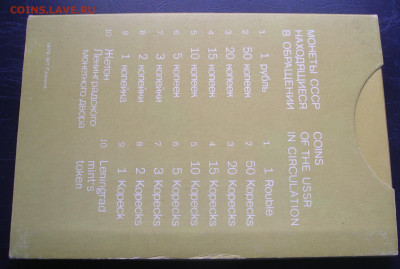 COINS.LAVE.RU
МОНЕТЫ СССР
НАХОДЯЩИЕСЯ
В ОБРАЩЕНИИ
1. 1 рубль
2 50 копеек
3 20 копеек
4 15 копеек
5 10 копеек
6 5 копеек
7 3 копейки
8 2 копейки
9 1 копейка
10 Жетон
Ленинградского
монетного двора
COINS
OF THE USSR
IN CIRCULATION
1. 1 Rouble
2 50 Kopecks
3 20 Kopecks
4 15 Kopecks
5 10 Kopecks
6 5 Kopecks
7 3 Kopecks
8 2 Kopecks
9 1 Kopeck
10 Leningrad
mint's
token